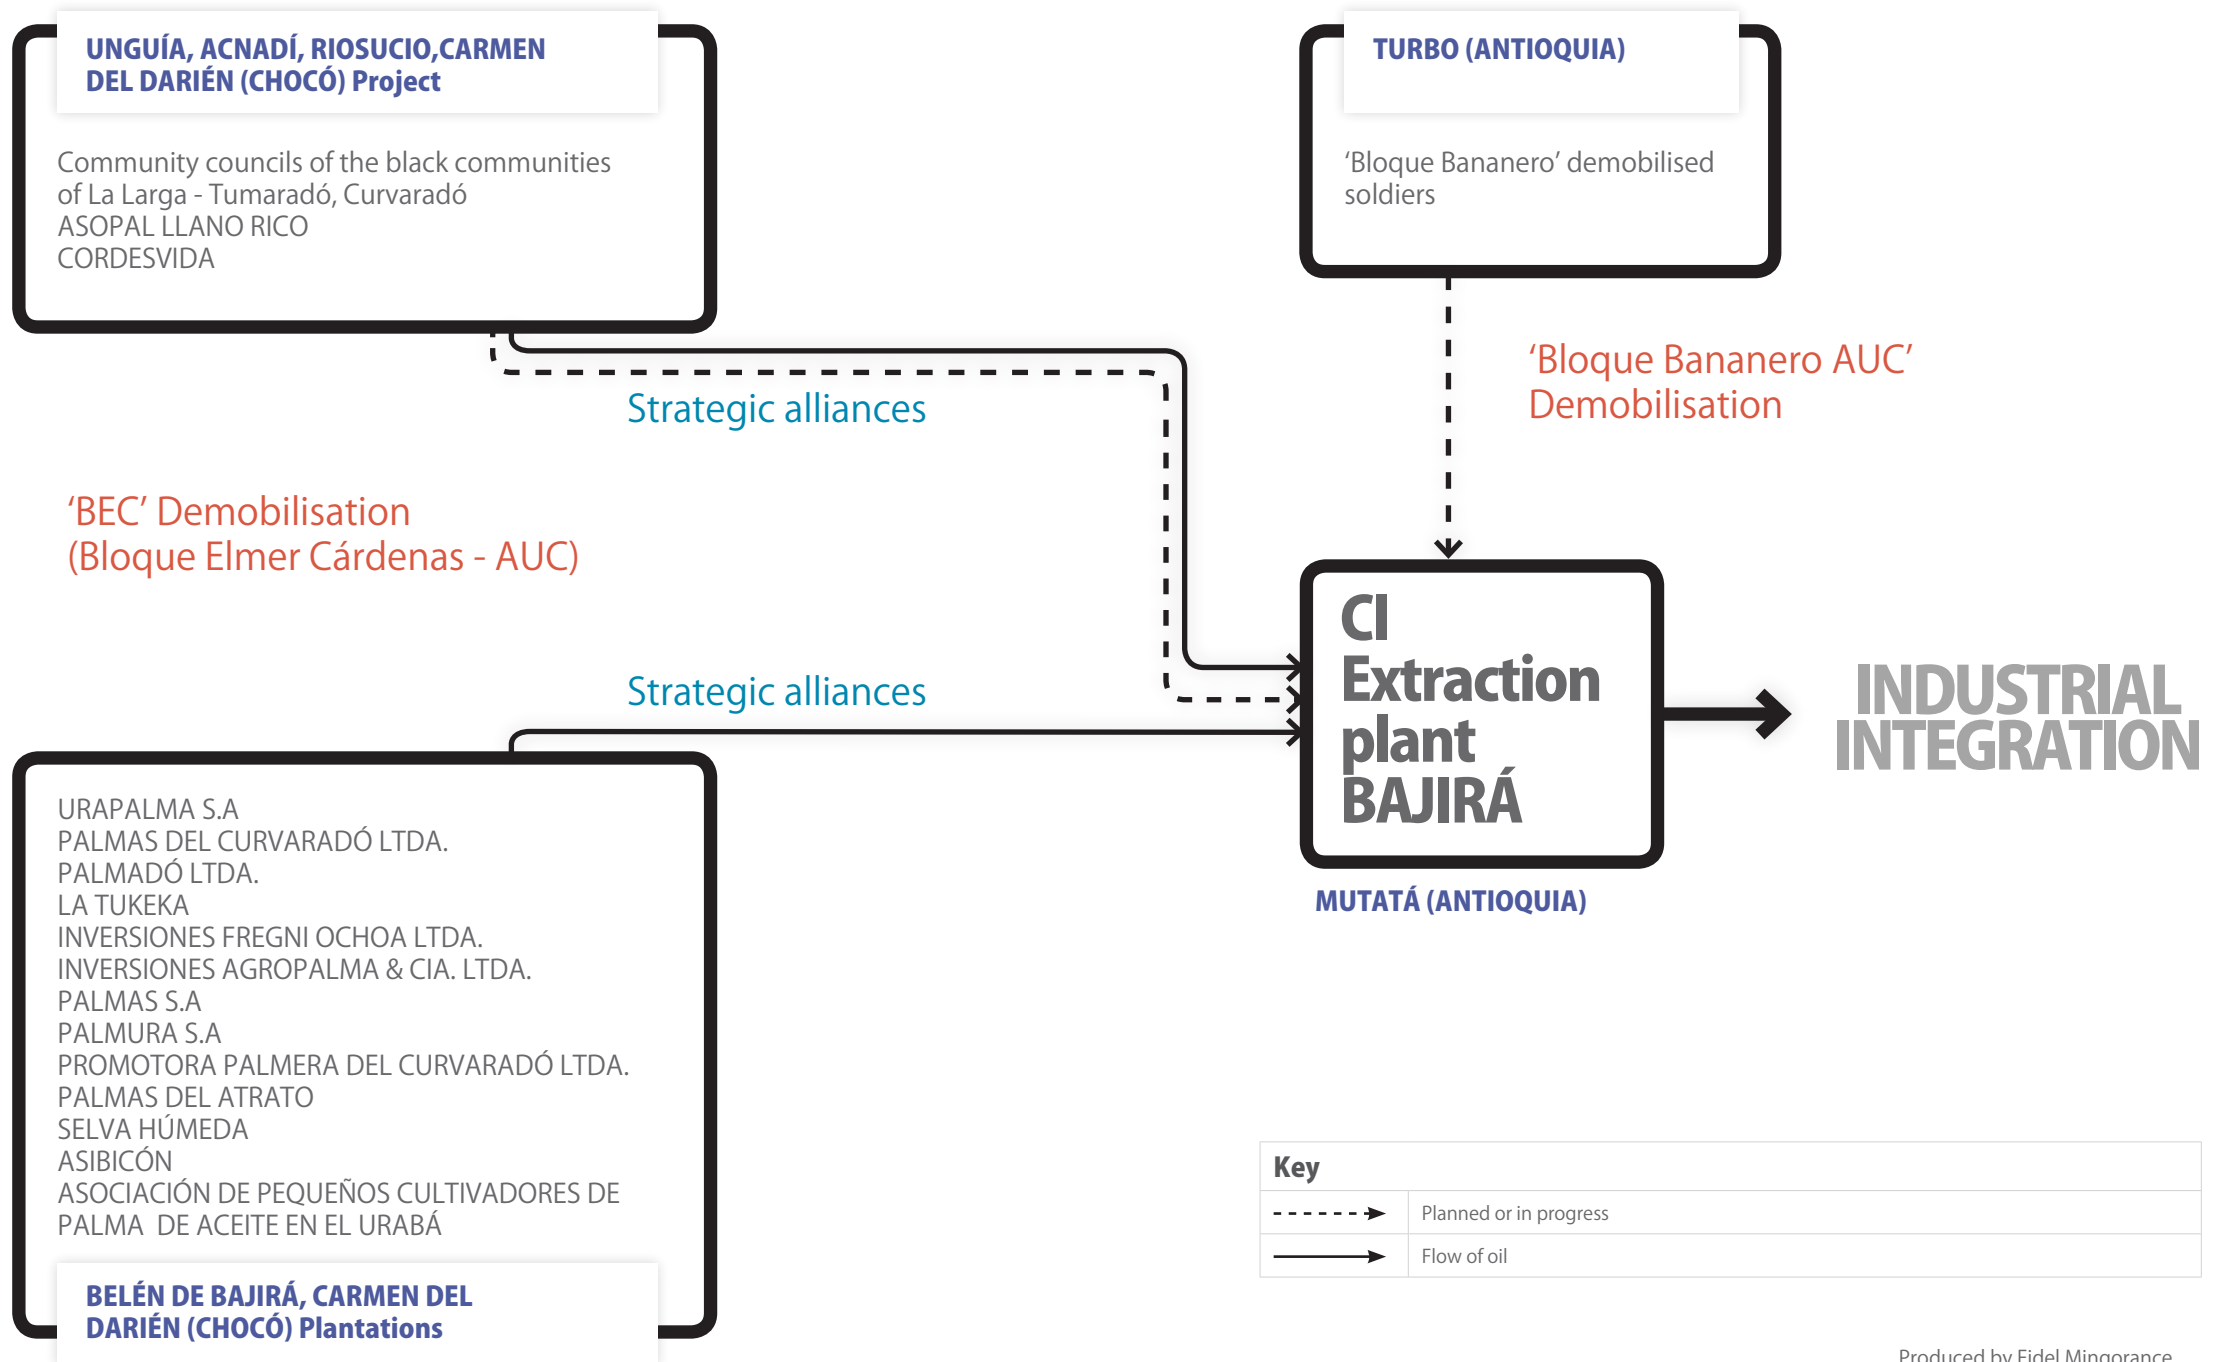 UNGUÍA, ACNADÍ, RIOSUCIO,CARMEN
DEL DARIÉN (CHOCÓ) Project
Community councils of the black communities
of La Larga - Tumaradó, Curvaradó
ASOPAL LLANO RICO
CORDESVIDA
TURBO (ANTIOQUIA)
‘Bloque Bananero’ demobilised
soldiers
‘Bloque Bananero AUC’
Demobilisation
Strategic alliances
‘BEC’ Demobilisation
(Bloque Elmer Cárdenas - AUC)
Strategic alliances
CI
Extraction
plant
BAJIRÁ
MUTATÁ (ANTIOQUIA)
INDUSTRIAL
INTEGRATION
URAPALMA S.A
PALMAS DEL CURVARADÓ LTDA.
PALMADÓ LTDA.
LA TUKEKA
INVERSIONES FREGNI OCHOA LTDA.
INVERSIONES AGROPALMA & CIA. LTDA.
PALMAS S.A
PALMURA S.A
PROMOTORA PALMERA DEL CURVARADÓ LTDA.
PALMAS DEL ATRATO
SELVA HÚMEDA
ASIBICÓN
ASOCIACIÓN DE PEQUEÑOS CULTIVADORES DE
PALMA  DE ACEITE EN EL URABÁ
BELÉN DE BAJIRÁ, CARMEN DEL
DARIÉN (CHOCÓ) Plantations
Key
Planned or in progress
Flow of oil
Produced by Fidel Mingorance